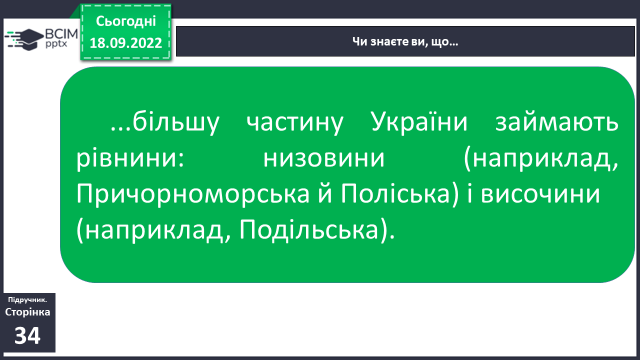 Сьогодні
18.09.2022
ВСІМ
pptx
Чи знаєте ви, що…
...більшу частину України займають
рівнини: низовини (наприклад,
Причорноморська й Поліська) і височини
(наприклад, Подільська).
Підручник.
Сторінка
34